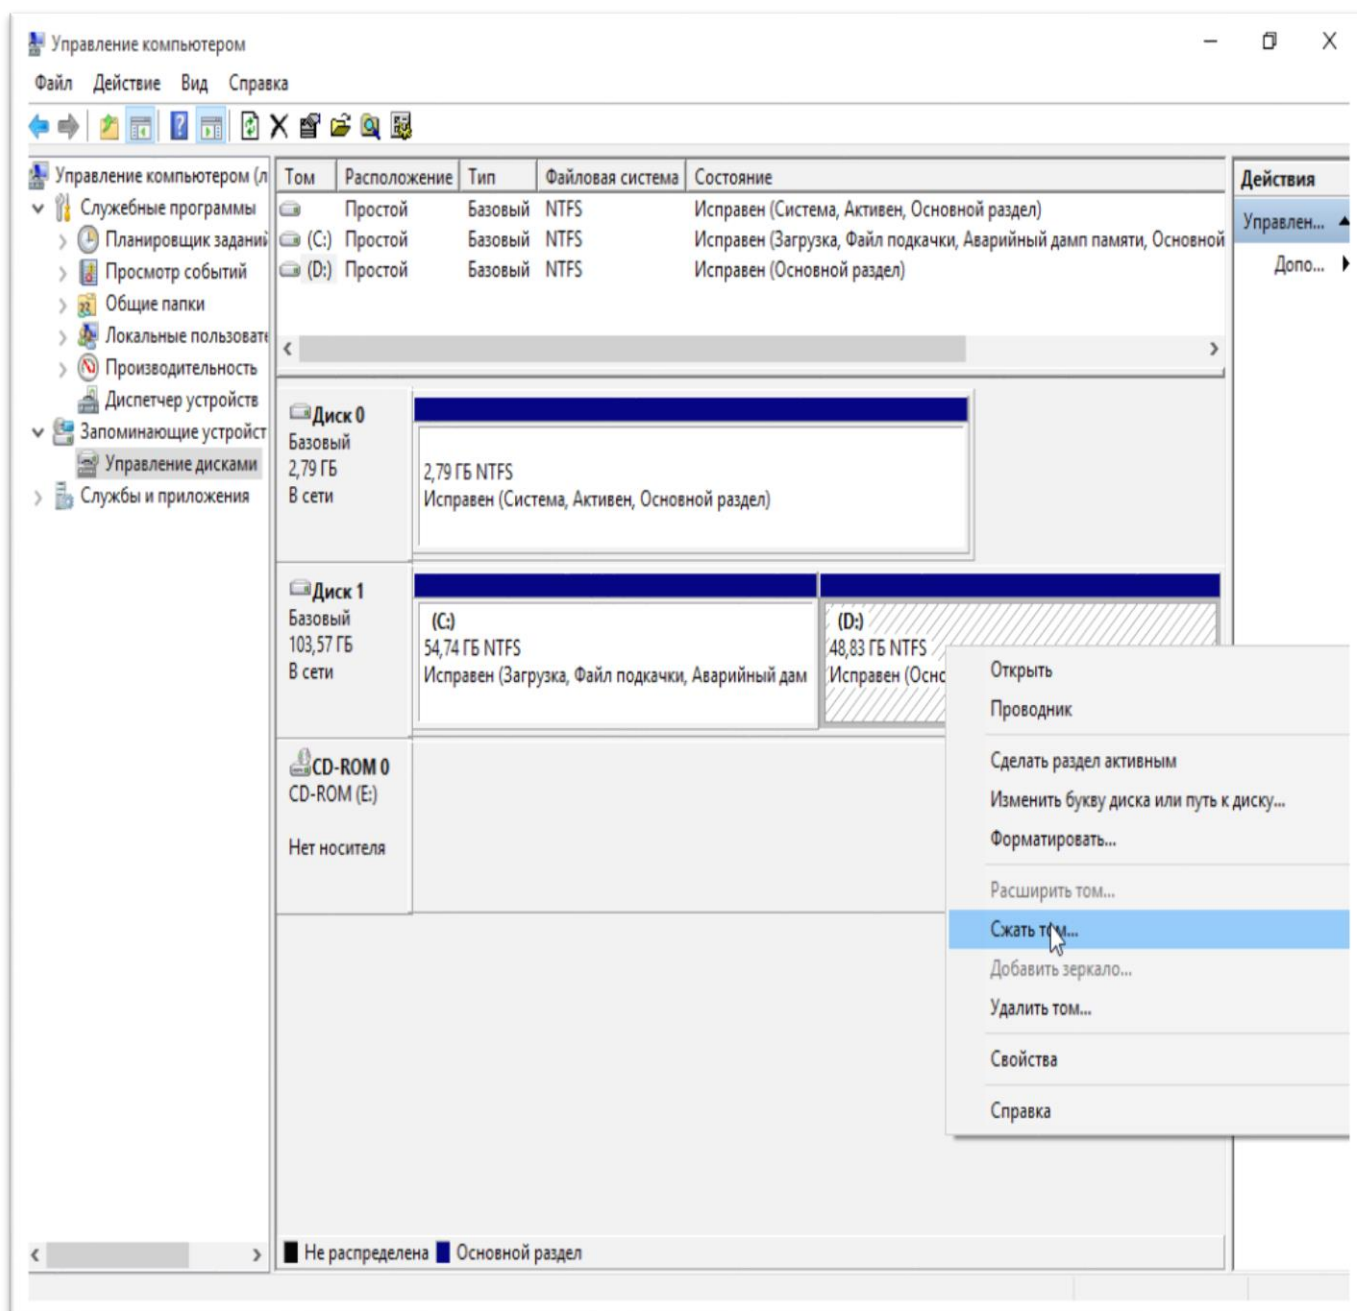 Управление компьютером
Файл Действие Вид Справка
Управление компьютером (л
Служебные программы
Планировщик заданий
Просмотр событий
Общие папки
Локальные пользовате
Производительность
Диспетчер устройств
Запоминающие устройст
Управление дисками
Службы и приложения
Том Расположение Тип Файловая система Состояние
Простой Базовый NTFS Исправен (Система, Активен, Основной раздел)
(C:) Простой Базовый NTFS Исправен (Загрузка, Файл подкачки, Аварийный дамп памяти, Основной
(D:) Простой Базовый NTFS Исправен (Основной раздел)
Действия
Управлен...
Допо...
Диск 0
Базовый
2,79 ГБ
В сети
2,79 ГБ NTFS
Исправен (Система, Активен, Основной раздел)
Диск 1
Базовый
103,57 ГБ
В сети
(C:)
54,74 ГБ NTFS
Исправен (Загрузка, Файл подкачки, Аварийный дам
(D:)
48,83 ГБ NTFS
Исправен (Осно
CD-ROM 0
CD-ROM (E:)
Нет носителя
Открыть
Проводник
Сделать раздел активным
Изменить букву диска или путь к диску...
Форматировать...
Расширить том...
Сжать том...
Добавить зеркало...
Удалить том...
Свойства
Справка
Не распределена Основной раздел